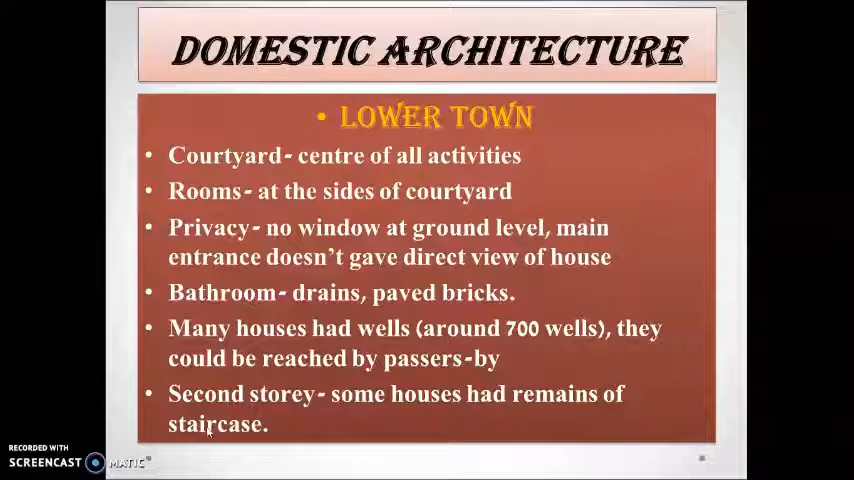 DOMESTIC ARCHITECTURE
• LOWER TOWN
• Courtyard- centre of all activities
• Rooms- at the sides of courtyard
• Privacy- no window at ground level, main
entrance doesn't gave direct view of house
• Bathroom- drains, paved bricks.
• Many houses had wells (around 700 wells), they
could be reached by passers-by
• Second storey- some houses had remains of
staircase.
RECORDED WITH
SCREENCAST MATIC